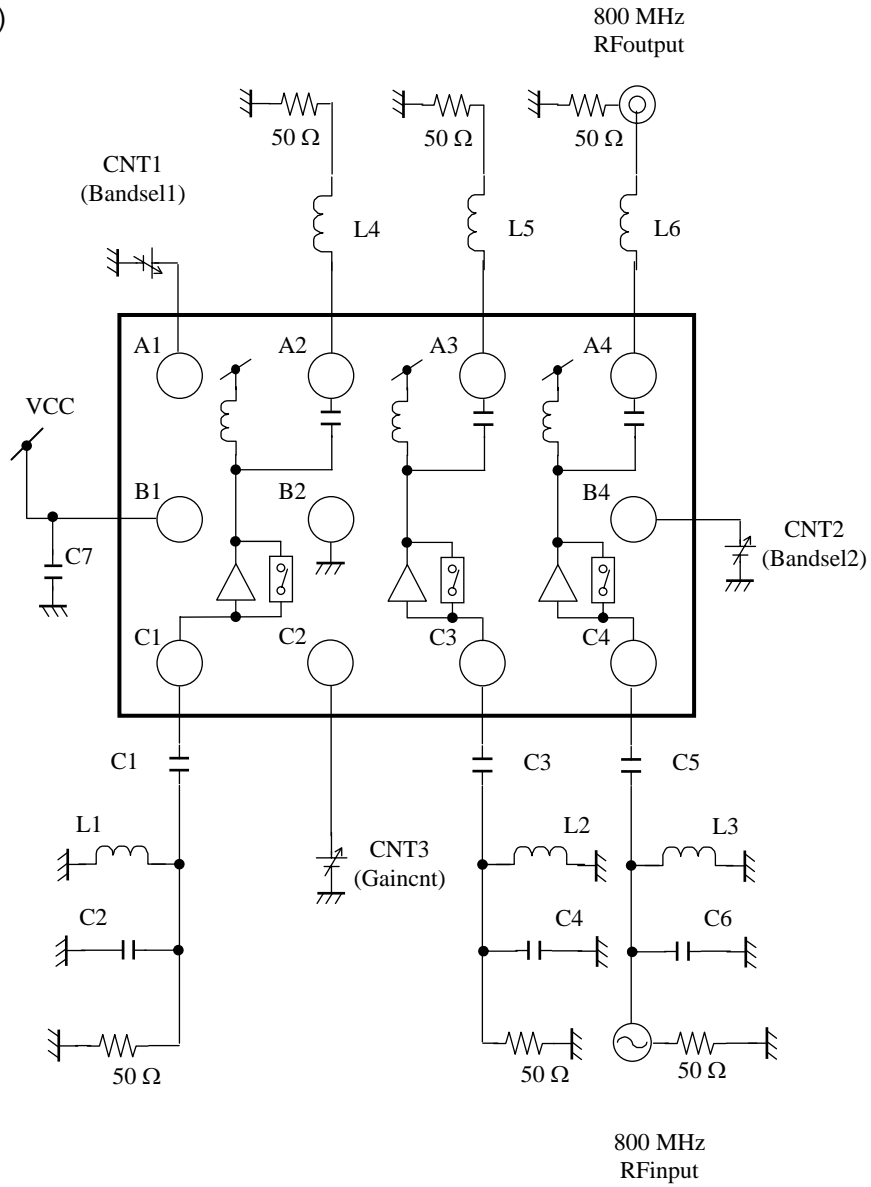 )
800 MHz
RFoutput
50 Ω
50 Ω
50 Ω
CNT1
(Bandsel1)
L4
L5
L6
A1
A2
A3
A4
VCC
B1
B2
B4
CNT2
(Bandsel2)
C7
C1
C2
C3
C4
C1
C3
C5
L1
CNT3
(Gaincnt)
L2
L3
C2
C4
C6
50 Ω
50 Ω
50 Ω
800 MHz
RFinput